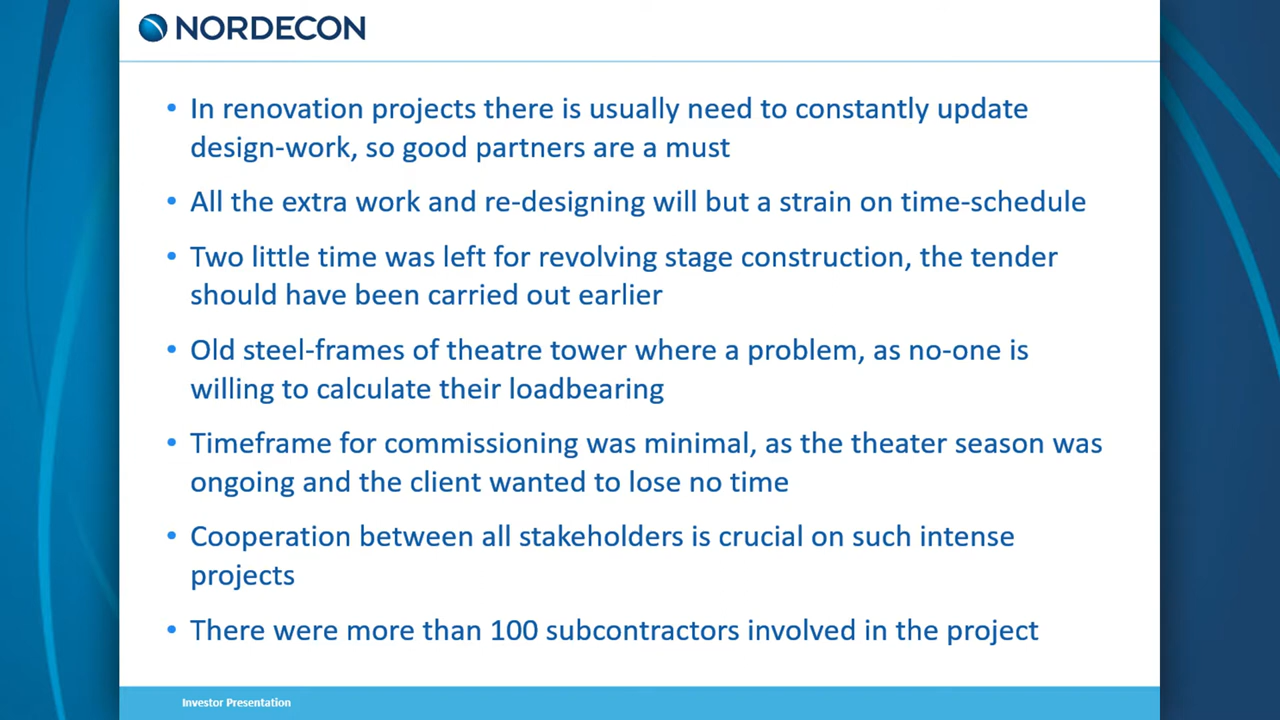 NORDECON
• In renovation projects there is usually need to constantly update
design-work, so good partners are a must
• All the extra work and re-designing will but a strain on time-schedule
• Two little time was left for revolving stage construction, the tender
should have been carried out earlier
• Old steel-frames of theatre tower where a problem, as no-one is
willing to calculate their loadbearing
• Timeframe for commissioning was minimal, as the theater season was
ongoing and the client wanted to lose no time
• Cooperation between all stakeholders is crucial on such intense
projects
• There were more than 100 subcontractors involved in the project
Investor Presentation